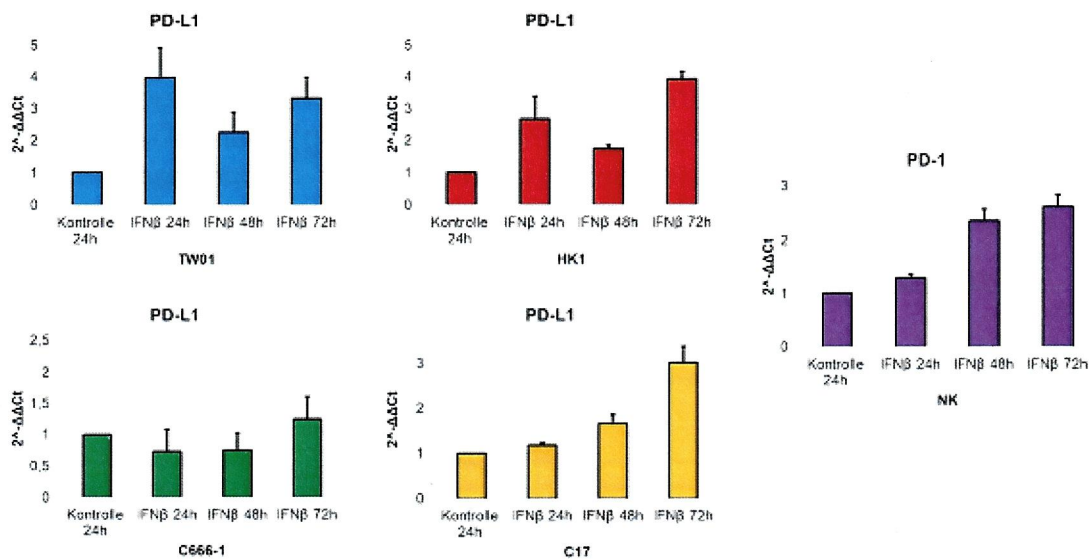 PD-L1
5
4
3
2
1
0
2^-ΔΔCt
Kontrolle 24h
IFNβ 24h
IFNβ 48h
IFNβ 72h
TW01
PD-L1
5
4
3
2
1
0
2^-ΔΔCt
Kontrolle 24h
IFNβ 24h
IFNβ 48h
IFNβ 72h
HK1
PD-1
3
2
1
0
2^-ΔΔCt
Kontrolle 24h
IFNβ 24h
IFNβ 48h
IFNβ 72h
NK
PD-L1
2,5
2
1,5
1
0,5
0
2^-ΔΔCt
Kontrolle 24h
IFNβ 24h
IFNβ 48h
IFNβ 72h
C666-1
PD-L1
3
2
1
0
2^-ΔΔCt
Kontrolle 24h
IFNβ 24h
IFNβ 48h
IFNβ 72h
C17